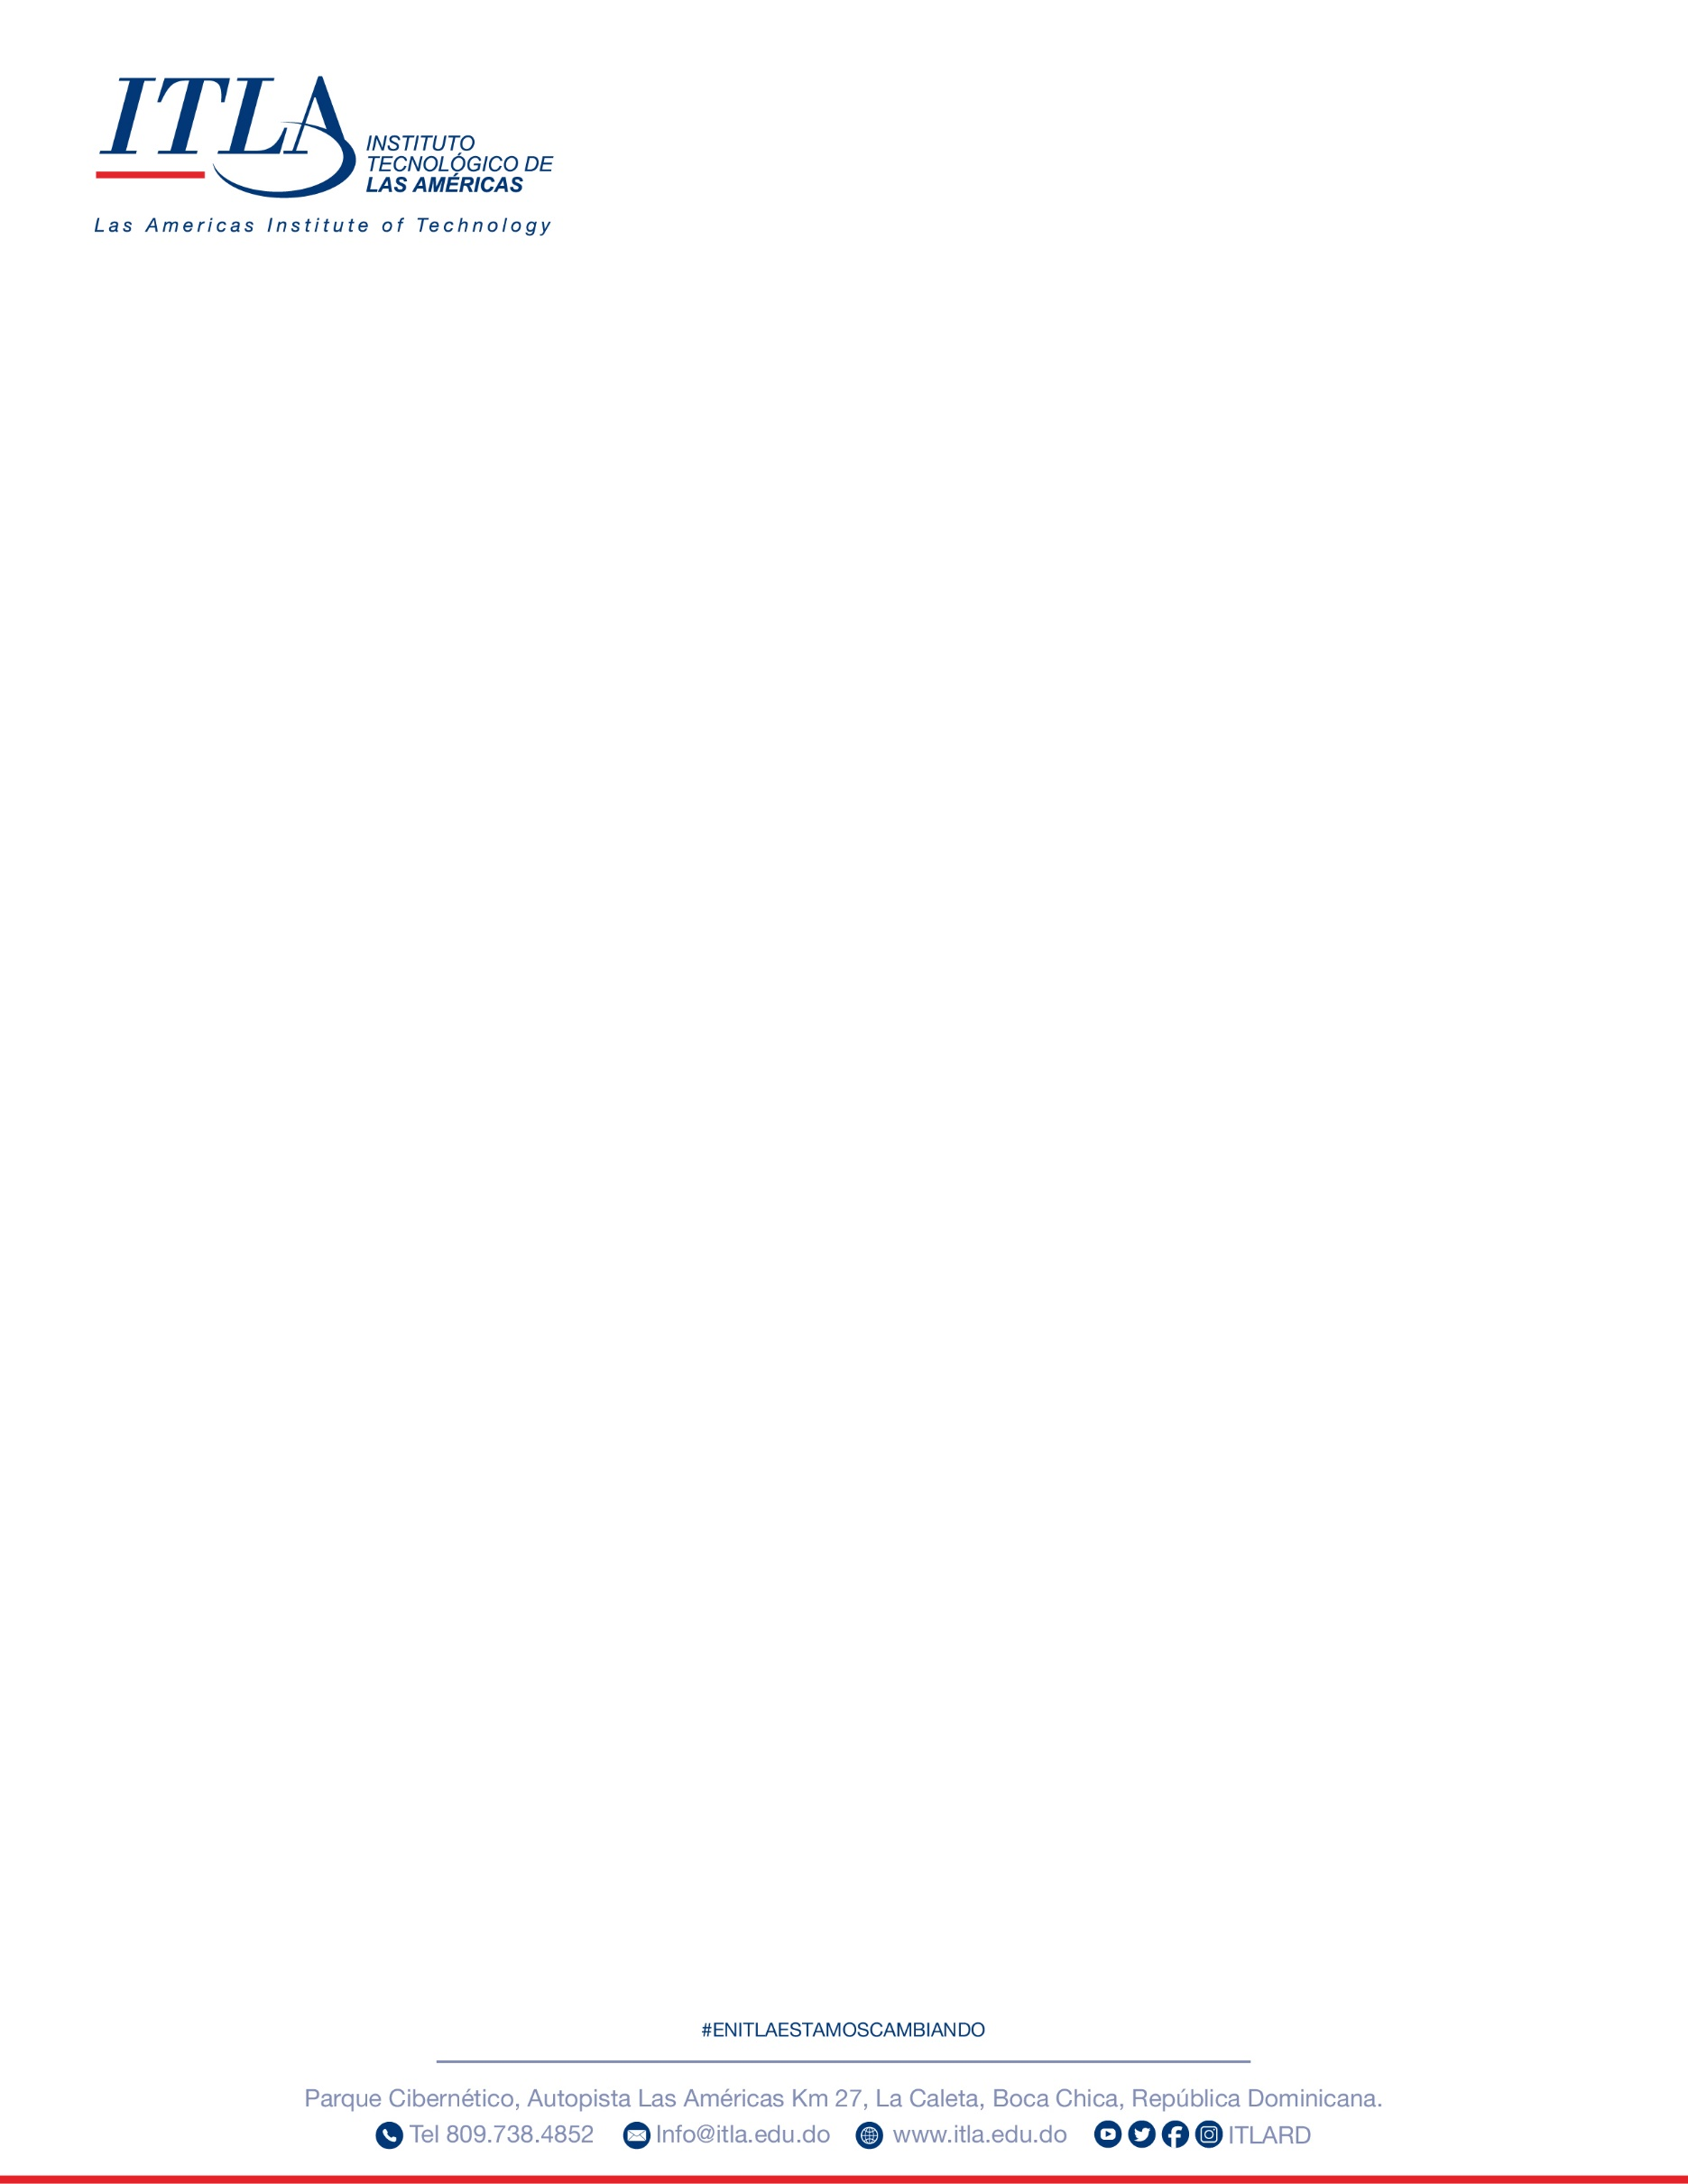 ITLA
INSTITUTO
TECNOLÓGICO DE
LAS AMÉRICAS
Las Americas Institute of Technology
#ENITLAESTAMOSCAMBIANDO
Parque Cibernético, Autopista Las Américas Km 27, La Caleta, Boca Chica, República Dominicana.
Tel 809.738.4852 Info@itla.edu.do www.itla.edu.do ITLARD